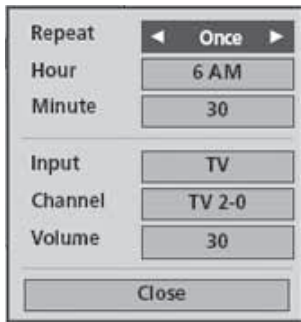 Repeat ◄ Once ►
Hour 6 AM
Minute 30
Input TV
Channel TV 2-0
Volume 30
Close